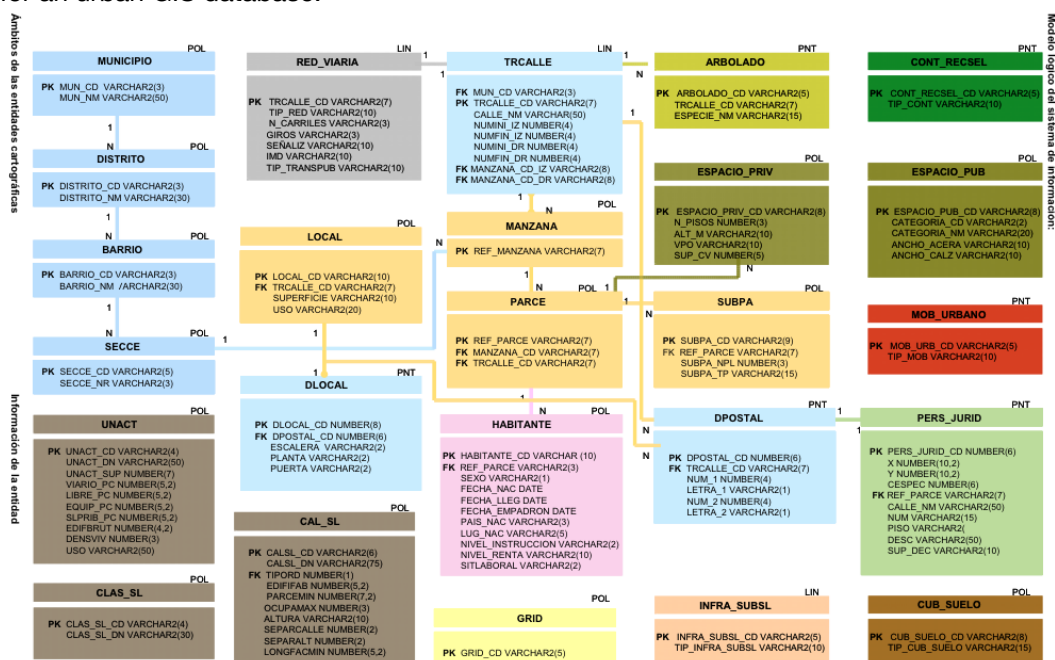 for an urban GIS database.
Ámbitos de las entidades cartográficas
Información de la entidad
Modelo logico del sistema de informacion:
POL
MUNICIPIO
PK MUN_CD VARCHAR2(3)
MUN_NM VARCHAR2(50)
1
N
POL
DISTRITO
PK DISTRITO_CD VARCHAR2(3)
DISTRITO_NM VARCHAR2(30)
1
N
POL
BARRIO
PK BARRIO_CD VARCHAR2(3)
BARRIO_NM /ARCHAR2(30)
1
N
POL
SECCE
1
PK SECCE_CD VARCHAR2(5)
SECCE_NR VARCHAR2(3)
POL
UNACT
PK UNACT_CD VARCHAR2(4)
UNACT_DN VARCHAR2(50)
UNACT_SUP NUMBER(7)
VIARIO_PC NUMBER(5,2)
LIBRE_PC NUMBER(5,2)
EQUIP_PC NUMBER(5,2)
SLPRIB_PC NUMBER(5,2)
EDIFBRUT NUMBER(4,2)
DENSVIV NUMBER(3)
USO VARCHAR2(50)
POL
CLAS_SL
PK CLAS_SL_CD VARCHAR2(4)
CLAS_SL_DN VARCHAR2(30)
LIN
RED_VIARIA
1
PK TRCALLE_CD VARCHAR2(7)
TIP_RED VARCHAR2(10)
N_CARRILES VARCHAR2(3)
GIROS VARCHAR2(3)
SEÑALIZ VARCHAR2(10)
IMD VARCHAR2(10)
TIP_TRANSPUB VARCHAR2(10)
POL
LOCAL
PK LOCAL_CD VARCHAR2(10)
FK TRCALLE_CD VARCHAR2(7)
SUPERFICIE VARCHAR2(10)
USO VARCHAR2(20)
1
1
PNT
DLOCAL
PK DLOCAL_CD NUMBER(8)
FK DPOSTAL_CD NUMBER(6)
ESCALERA VARCHAR2(2)
PLANTA VARCHAR2(2)
PUERTA VARCHAR2(2)
POL
CAL_SL
PK CALSL_CD VARCHAR2(6)
CALSL_DN VARCHAR2(75)
FK TIPORD NUMBER(1)
EDIFIFAB NUMBER(5,2)
PARCEMIN NUMBER(7,2)
OCUPAMAX NUMBER(3)
ALTURA VARCHAR2(10)
SEPARCALLE NUMBER(2)
SEPARALT NUMBER(2)
LONGFACMIN NUMBER(5,2)
LIN
TRCALLE
1
1
FK MUN_CD VARCHAR2(3)
PK TRCALLE_CD VARCHAR2(7)
CALLE_NM VARCHAR(50)
NUMINI_IZ NUMBER(4)
NUMFIN_IZ NUMBER(4)
NUMINI_DR NUMBER(4)
NUMFIN_DR NUMBER(4)
FK MANZANA_CD_IZ VARCHAR2(8)
FK MANZANA_CD_DR VARCHAR2(8)
1
1
N
POL
MANZANA
N
PK REF_MANZANA VARCHAR2(7)
1
N
POL
PARCE
1
1
PK REF_PARCE VARCHAR2(7)
FK MANZANA_CD VARCHAR2(7)
FK TRCALLE_CD VARCHAR2(7)
1
N
POL
HABITANTE
PK HABITANTE_CD VARCHAR (10)
FK REF_PARCE VARCHAR2(3)
SEXO VARCHAR2(1)
FECHA_NAC DATE
FECHA_LLEG DATE
FECHA_EMPADRON DATE
PAIS_NAC VARCHAR2(3)
LUG_NAC VARCHAR2(5)
NIVEL_INSTRUCCION VARCHAR2(2)
NIVEL_RENTA VARCHAR2(10)
SITLABORAL VARCHAR2(2)
POL
GRID
PK GRID_CD VARCHAR2(5)
PNT
ARBOLADO
N
PK ARBOLADO_CD VARCHAR2(5)
TRCALLE_CD VARCHAR2(7)
ESPECIE_NM VARCHAR2(15)
POL
ESPACIO_PRIV
PK ESPACIO_PRIV_CD VARCHAR2(8)
N_PISOS NUMBER(3)
ALT_M VARCHAR2(10)
VPO VARCHAR2(10)
SUP_CV NUMBER(5)
N
POL
SUBPA
N
PK SUBPA_CD VARCHAR2(9)
FK REF_PARCE VARCHAR2(7)
SUBPA_NPL NUMBER(3)
SUBPA_TP VARCHAR2(15)
PNT
DPOSTAL
1
N
N
PK DPOSTAL_CD NUMBER(6)
FK TRCALLE_CD VARCHAR2(7)
NUM_1 NUMBER(4)
LETRA_1 VARCHAR2(1)
NUM_2 NUMBER(4)
LETRA_2 VARCHAR2(1)
LIN
INFRA_SUBSL
PK INFRA_SUBSL_CD VARCHAR2(5)
TIP_INFRA_SUBSL VARCHAR2(10)
PNT
CONT_RECSEL
PK CONT_RECSEL_CD VARCHAR2(5)
TIP_CONT VARCHAR2(10)
POL
ESPACIO_PUB
PK ESPACIO_PUB_CD VARCHAR2(8)
CATEGORIA_CD VARCHAR2(2)
CATEGORIA_NM VARCHAR2(20)
ANCHO_ACERA VARCHAR2(10)
ANCHO_CALZ VARCHAR2(10)
PNT
MOB_URBANO
PK MOB_URB_CD VARCHAR2(5)
TIP_MOB VARCHAR2(10)
PNT
PERS_JURID
1
PK PERS_JURID_CD NUMBER(6)
X NUMBER(10,2)
Y NUMBER(10,2)
CESPEC NUMBER(6)
FK REF_PARCE VARCHAR2(7)
CALLE_NM VARCHAR2(50)
NUM VARCHAR2(15)
PISO VARCHAR2(
DESC VARCHAR2(50)
SUP_DEC VARCHAR2(10)
POL
CUB_SUELO
PK CUB_SUELO_CD VARCHAR2(8)
TIP_CUB_SUELO VARCHAR2(15)